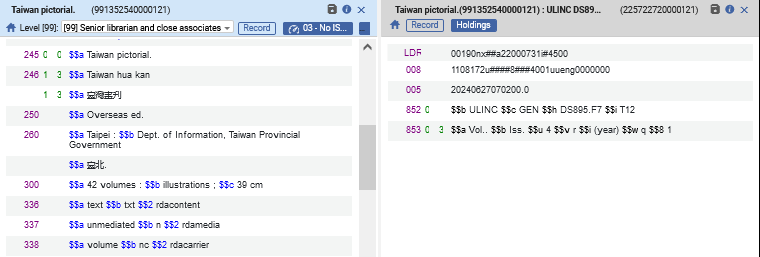 Taiwan pictorial. (991352540000121)
Level [99]: [99] Senior librarian and close associates Record 03 - No IS...
245 0 0 $$a Taiwan pictorial.
246 1 3 $$a Taiwan hua kan
1 3 $$a 臺灣畫刊
250 $$a Overseas ed.
260 $$a Taipei : $$b Dept. of Information, Taiwan Provincial
Government
$$a 臺北.
300 $$a 42 volumes : $$b illustrations ; $$c 39 cm
336 $$a text $$b txt $$2 rdacontent
337 $$a unmediated $$b n $$2 rdamedia
338 $$a volume $$b nc $$2 rdacarrier
Taiwan pictorial.(991352540000121) : ULINC DS89... (225722720000121)
Record Holdings
LDR 00190nx##a22000731i#4500
008 1108172u####8###4001uueng0000000
005 20240627070200.0
852 0 $$b ULINC $$c GEN $$h DS895.F7 $$i T12
853 0 3 $$a Vol.. $$b Iss. $$u 4 $$v r $$i (year) $$w q $$8 1